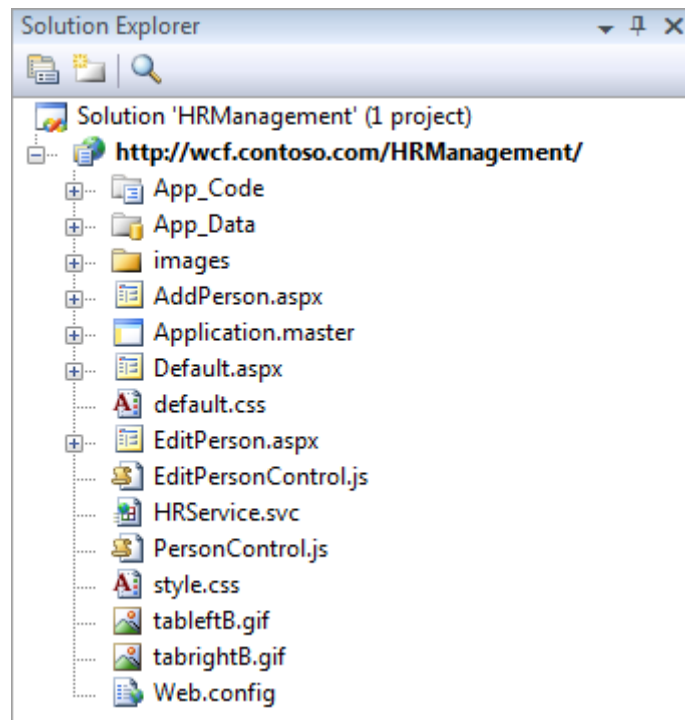 Solution Explorer
Solution 'HRManagement' (1 project)
http://wcf.contoso.com/HRManagement/
App_Code
App_Data
images
AddPerson.aspx
Application.master
Default.aspx
default.css
EditPerson.aspx
EditPersonControl.js
HRService.svc
PersonControl.js
style.css
tableftB.gif
tabrightB.gif
Web.config